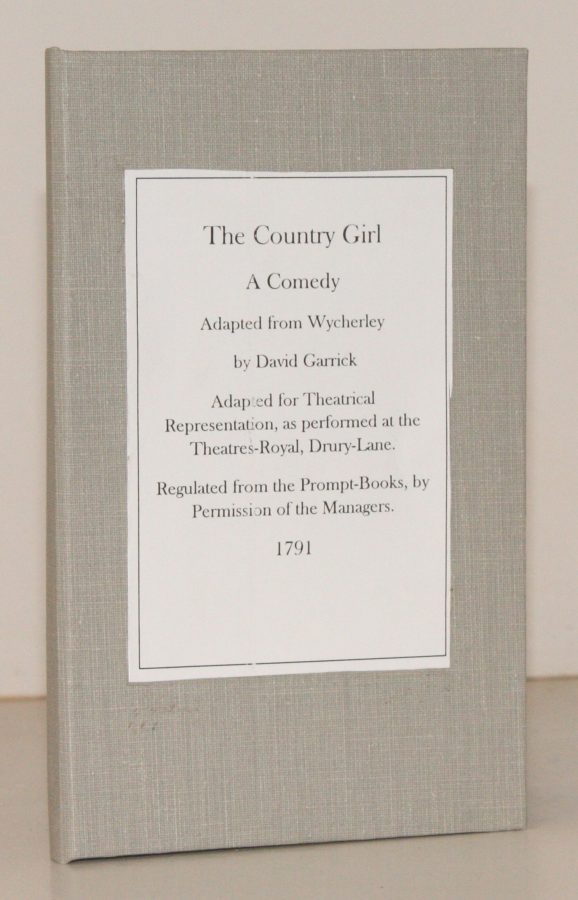 The Country Girl
A Comedy
Adapted from Wycherley
by David Garrick
Adapted for Theatrical
Representation, as performed at the
Theatres-Royal, Drury-Lane.
Regulated from the Prompt-Books, by
Permission of the Managers.
1791